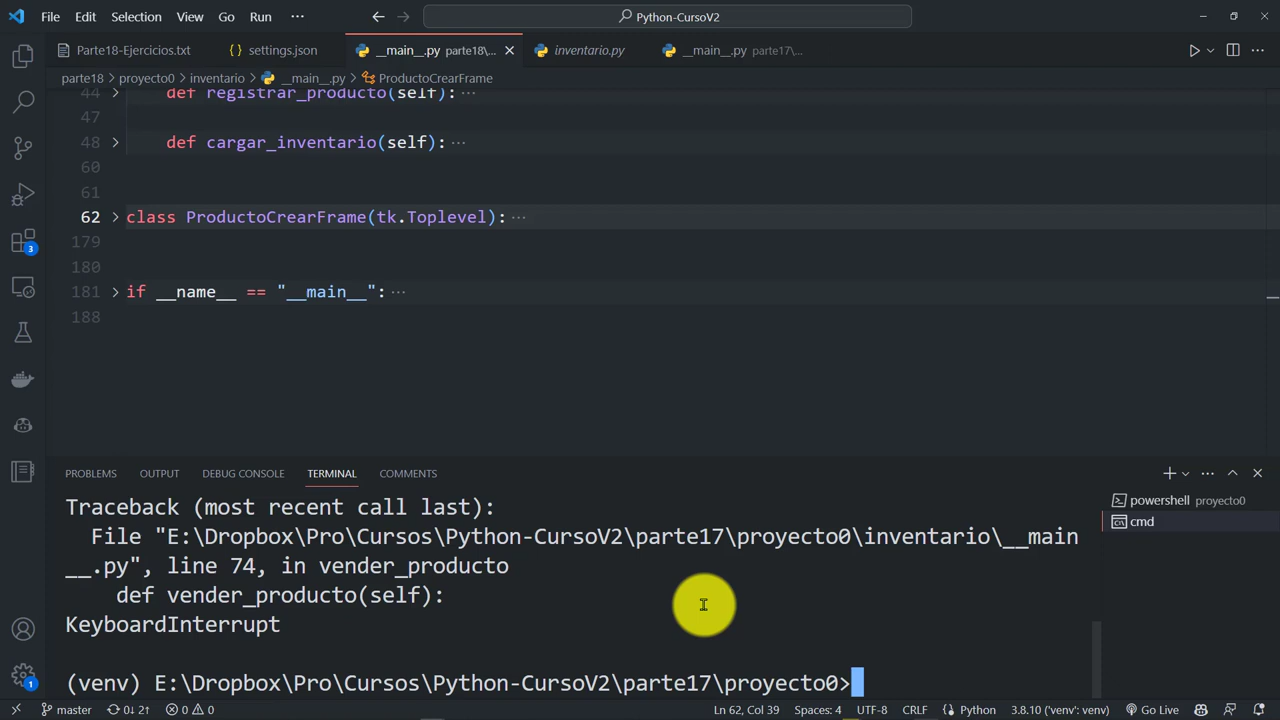 File Edit Selection View Go Run ··· Python-CursoV2
Parte18-Ejercicios.txt {} settings.json __main__.py parte18\... inventario.py __main__.py parte17\...
parte18 > proyecto0 > inventario > __main__.py > ProductoCrearFrame
44 def registrar_producto(self): ···
47
48 def cargar_inventario(self): ···
60
61
62 class ProductoCrearFrame(tk.Toplevel): ···
179
180
181 if __name__ == "__main__": ···
188
3
PROBLEMS OUTPUT DEBUG CONSOLE TERMINAL COMMENTS
Traceback (most recent call last):
File "E:\Dropbox\Pro\Cursos\Python-CursoV2\parte17\proyecto0\inventario\__main
__.py", line 74, in vender_producto
def vender_producto(self):
KeyboardInterrupt
(venv) E:\Dropbox\Pro\Cursos\Python-CursoV2\parte17\proyecto0>
powershell proyecto0
cmd
1
master 0↓ 2↑ 0 0 Ln 62, Col 39 Spaces: 4 UTF-8 CRLF Python 3.8.10 ('venv': venv) Go Live